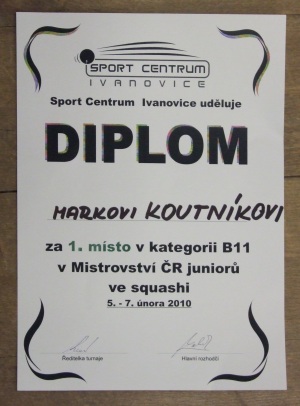 SPORT CENTRUM
IVANOVICE
Sport Centrum Ivanovice uděluje
DIPLOM
MARKOVI KOUTNÍKOVI
za 1. místo v kategorii B11
v Mistrovství ČR juniorů
ve squashi
5. - 7. února 2010
Ředitelka turnaje Hlavní rozhodčí